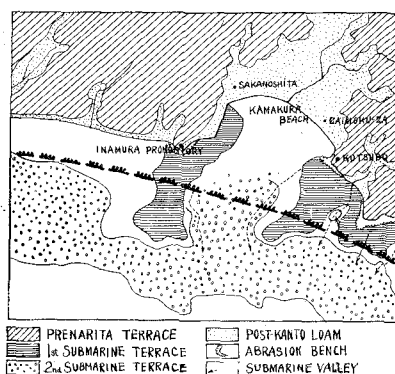 SAKANOSHITA
KAMAKURA
BEACH
INAMURA PROMONTORY
KOTSUBO
PRENARITA TERRACE
1st SUBMARINE TERRACE
2nd SUBMARINE TERRACE
POST-KANTO LOAM
ABRASION BENCH
SUBMARINE VALLEY